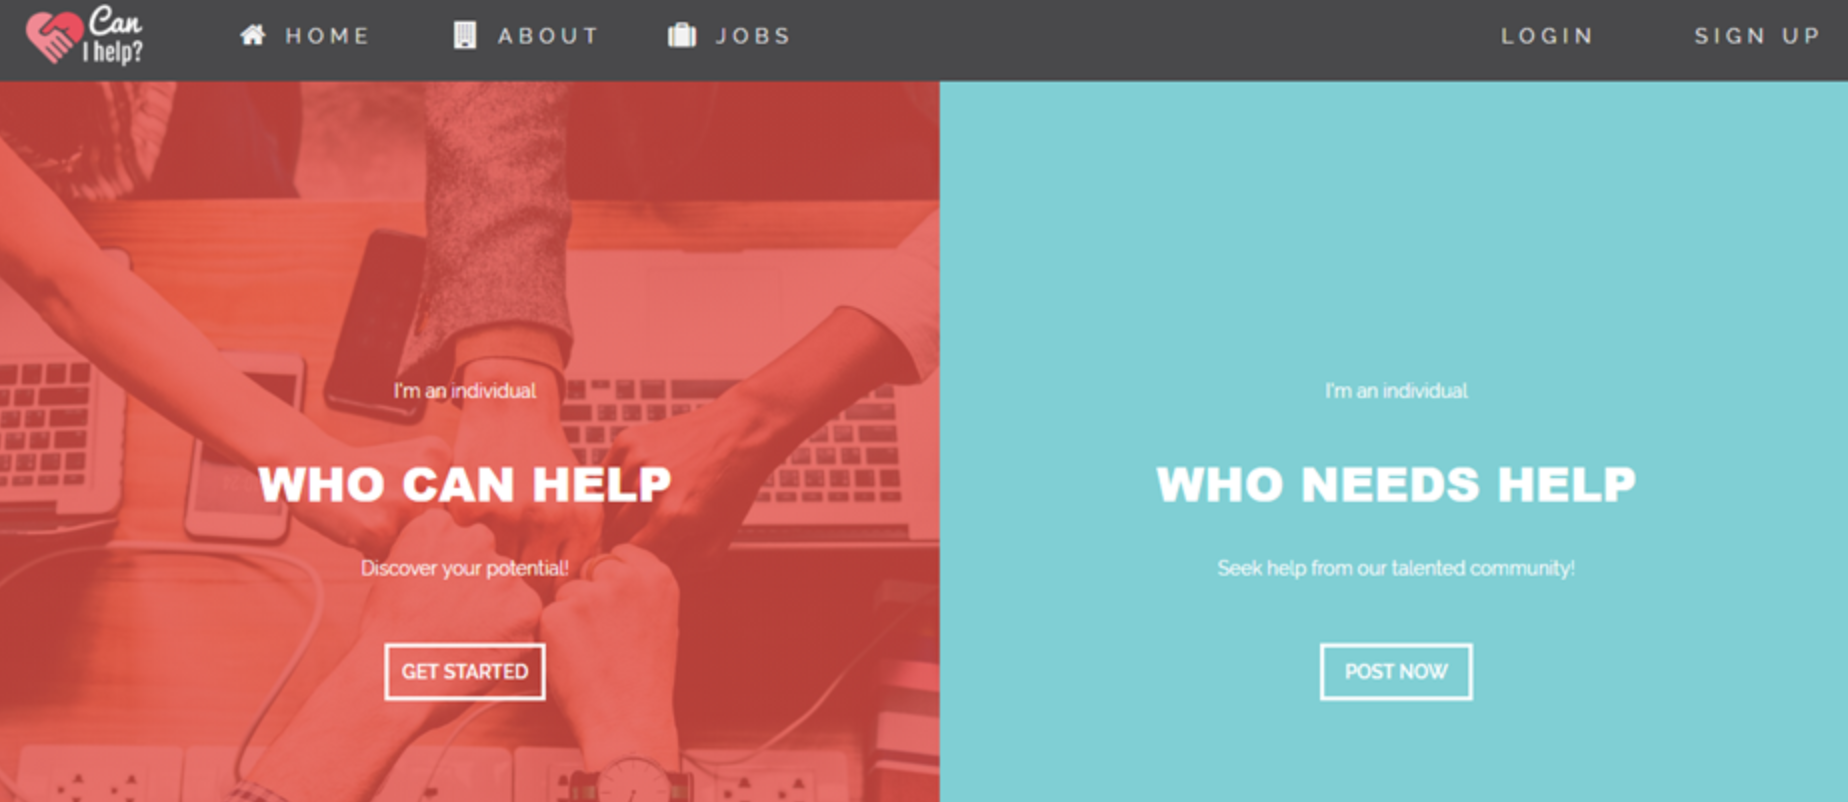 Can
I help?
HOME
ABOUT
JOBS
LOGIN
SIGN UP
I'm an individual
WHO CAN HELP
Discover your potential!
GET STARTED
I'm an individual
WHO NEEDS HELP
Seek help from our talented community!
POST NOW